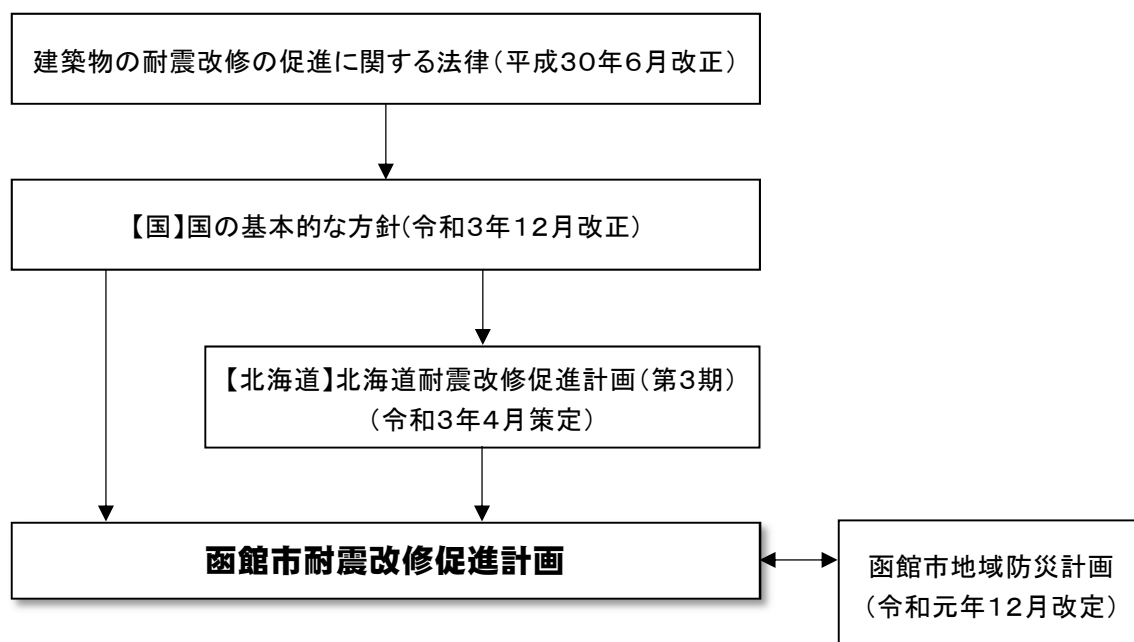 建築物の耐震改修の促進に関する法律（平成３０年６月改正）
【国】国の基本的な方針(令和３年１２月改正）
【北海道】北海道耐震改修促進計画（第３期）
（令和３年４月策定）
函館市耐震改修促進計画
函館市地域防災計画
（令和元年１２月改定）